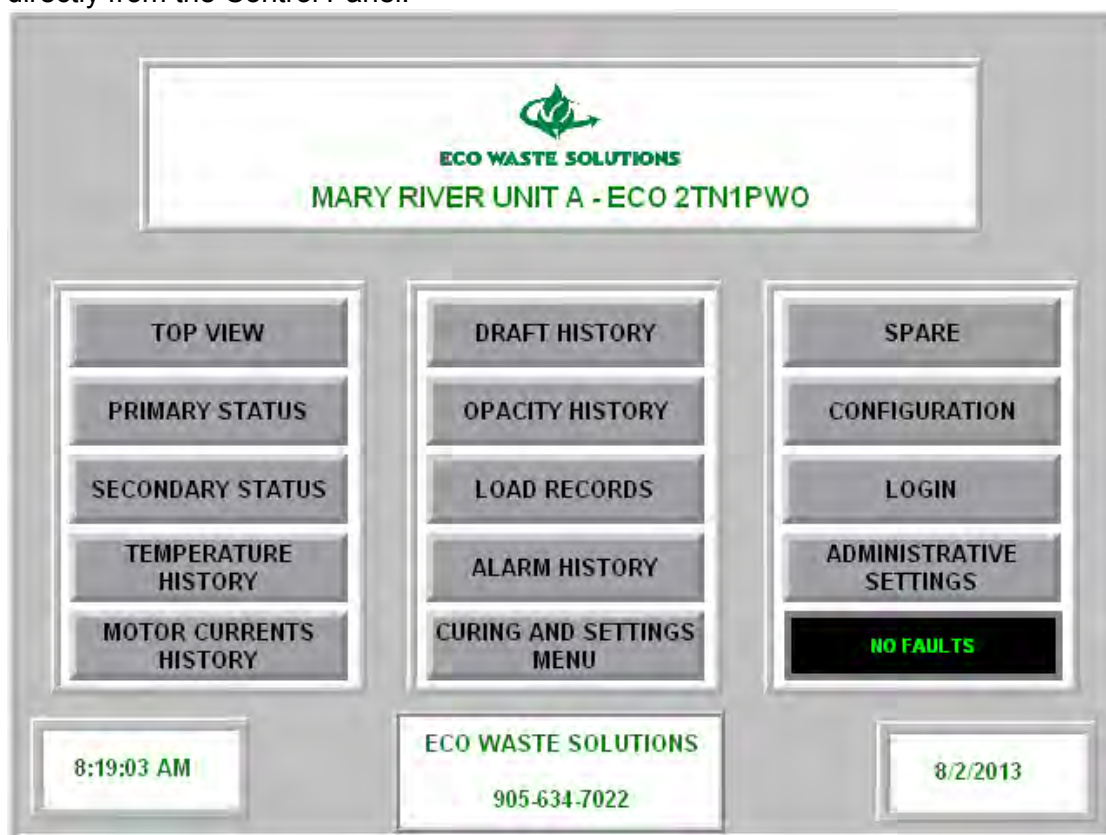 directly from the Control Panel.
ECO WASTE SOLUTIONS
MARY RIVER UNIT A - ECO 2TN1PWO
TOP VIEW
PRIMARY STATUS
SECONDARY STATUS
TEMPERATURE
HISTORY
MOTOR CURRENTS
HISTORY
DRAFT HISTORY
OPACITY HISTORY
LOAD RECORDS
ALARM HISTORY
CURING AND SETTINGS
MENU
SPARE
CONFIGURATION
LOGIN
ADMINISTRATIVE
SETTINGS
NO FAULTS
8:19:03 AM
ECO WASTE SOLUTIONS
905-634-7022
8/2/2013